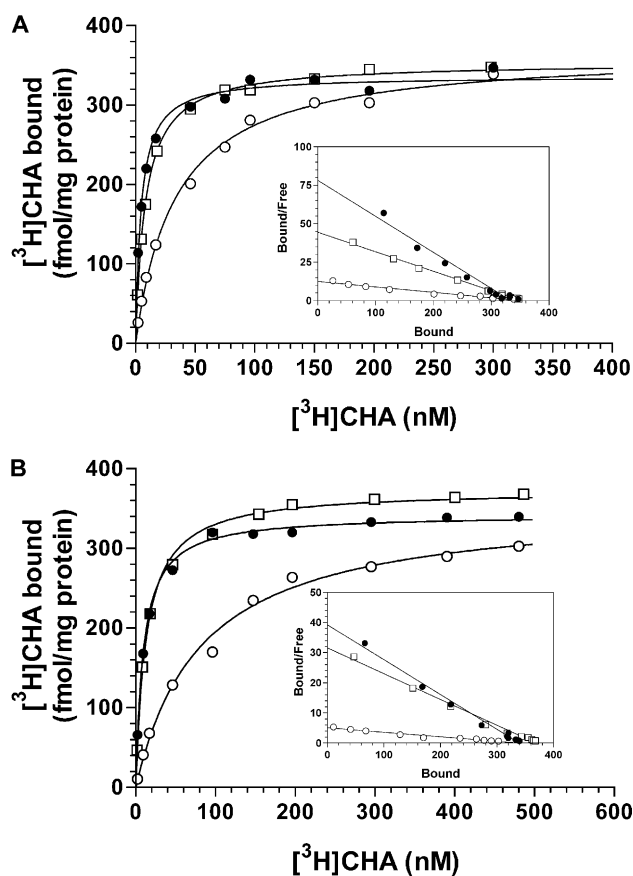 A
[³H]CHA bound
(fmol/mg protein)
400
300
200
100
0
0 50 100 150 200 250 300 350 400
[³H]CHA (nM)
Bound/Free
100
75
50
25
0
0 100 200 300 400
Bound
B
[³H]CHA bound
(fmol/mg protein)
400
300
200
100
0
0 100 200 300 400 500 600
[³H]CHA (nM)
Bound/Free
50
40
30
20
10
0
0 100 200 300 400
Bound